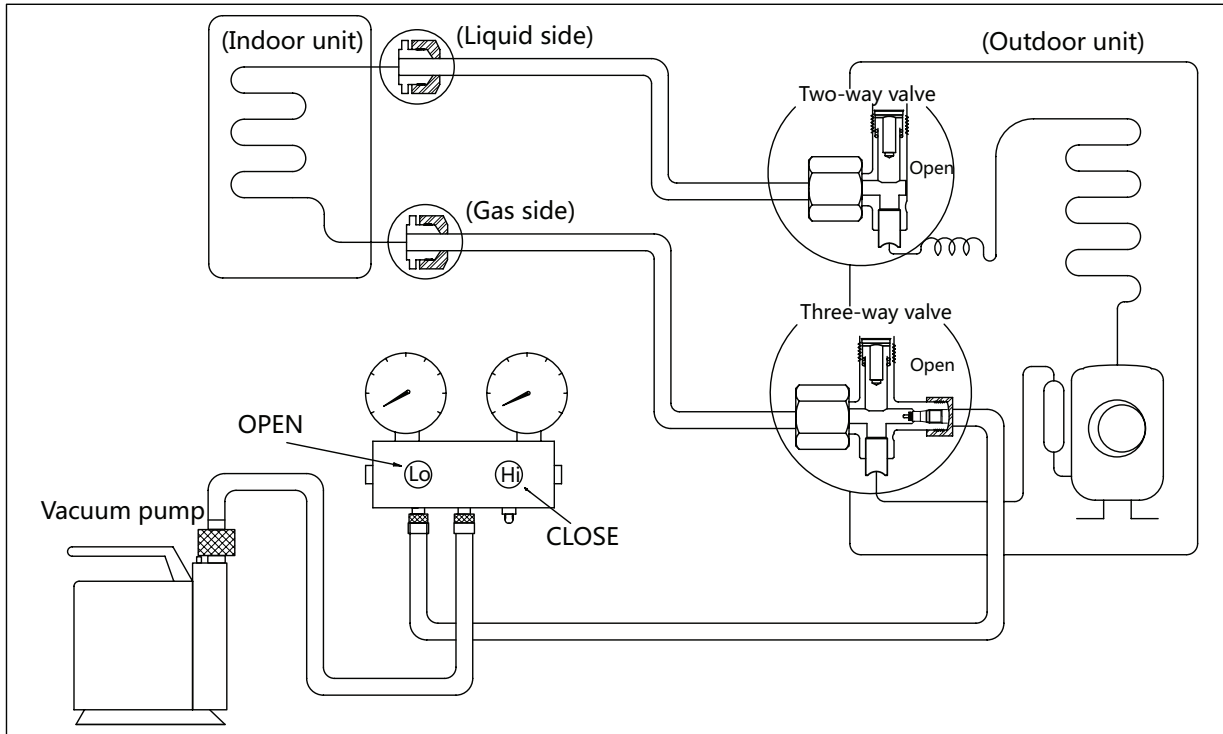 (Indoor unit)
(Liquid side)
(Outdoor unit)
Two-way valve
Open
(Gas side)
Three-way valve
Open
OPEN
Lo
Hi
CLOSE
Vacuum pump